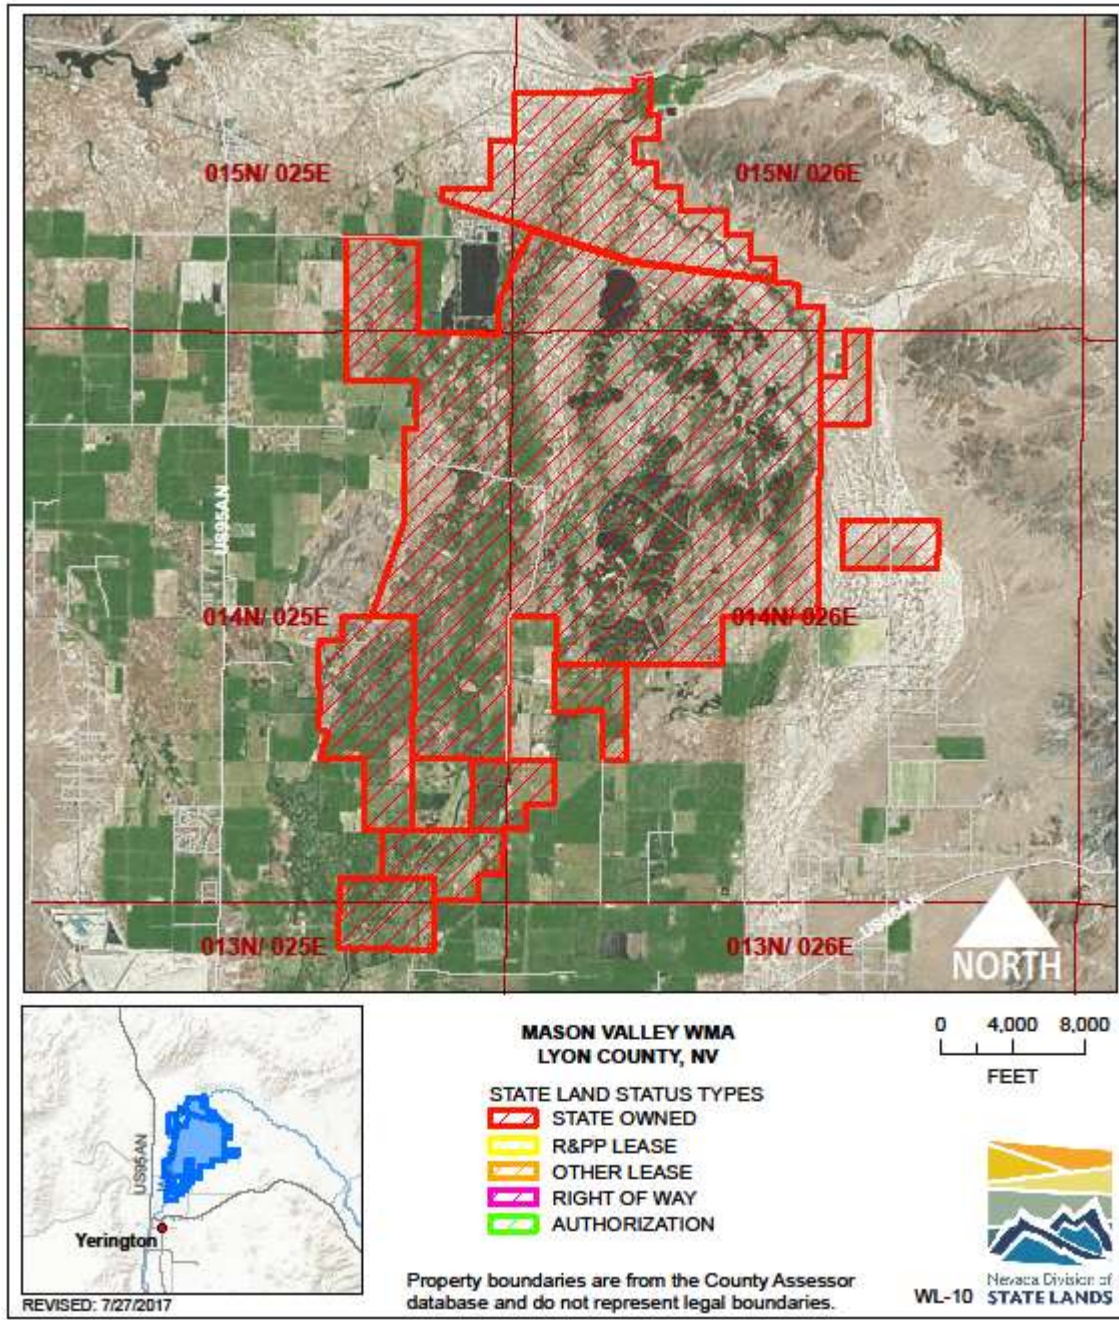 015N/ 025E
015N/ 026E
US95AN
014N/ 025E
014N/ 026E
013N/ 025E
013N/ 026E
US95AN
NORTH
MASON VALLEY WMA
LYON COUNTY, NV
STATE LAND STATUS TYPES
STATE OWNED
R&PP LEASE
OTHER LEASE
RIGHT OF WAY
AUTHORIZATION
0 4,000 8,000
FEET
US95AN
Yerington
REVISED: 7/27/2017
Property boundaries are from the County Assessor
database and do not represent legal boundaries.
WL-10
Nevada Division of
STATE LANDS